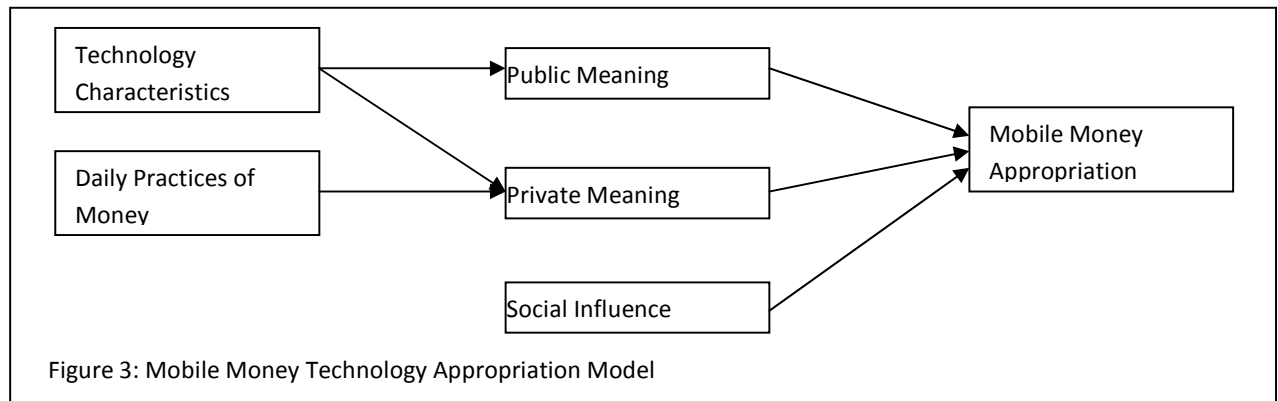 Technology
Characteristics
Public Meaning
Mobile Money
Appropriation
Daily Practices of
Money
Private Meaning
Social Influence
Figure 3: Mobile Money Technology Appropriation Model